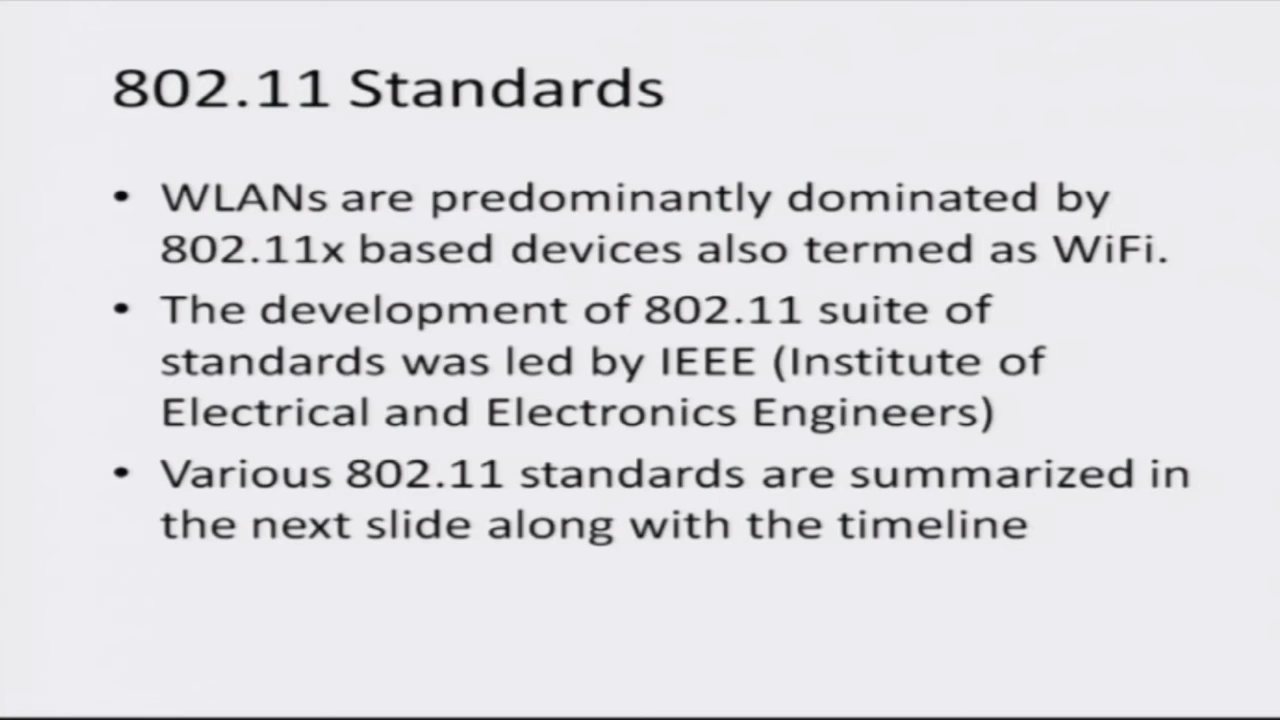 802.11 Standards
• WLANs are predominantly dominated by
802.11x based devices also termed as WiFi.
• The development of 802.11 suite of
standards was led by IEEE (Institute of
Electrical and Electronics Engineers)
• Various 802.11 standards are summarized in
the next slide along with the timeline